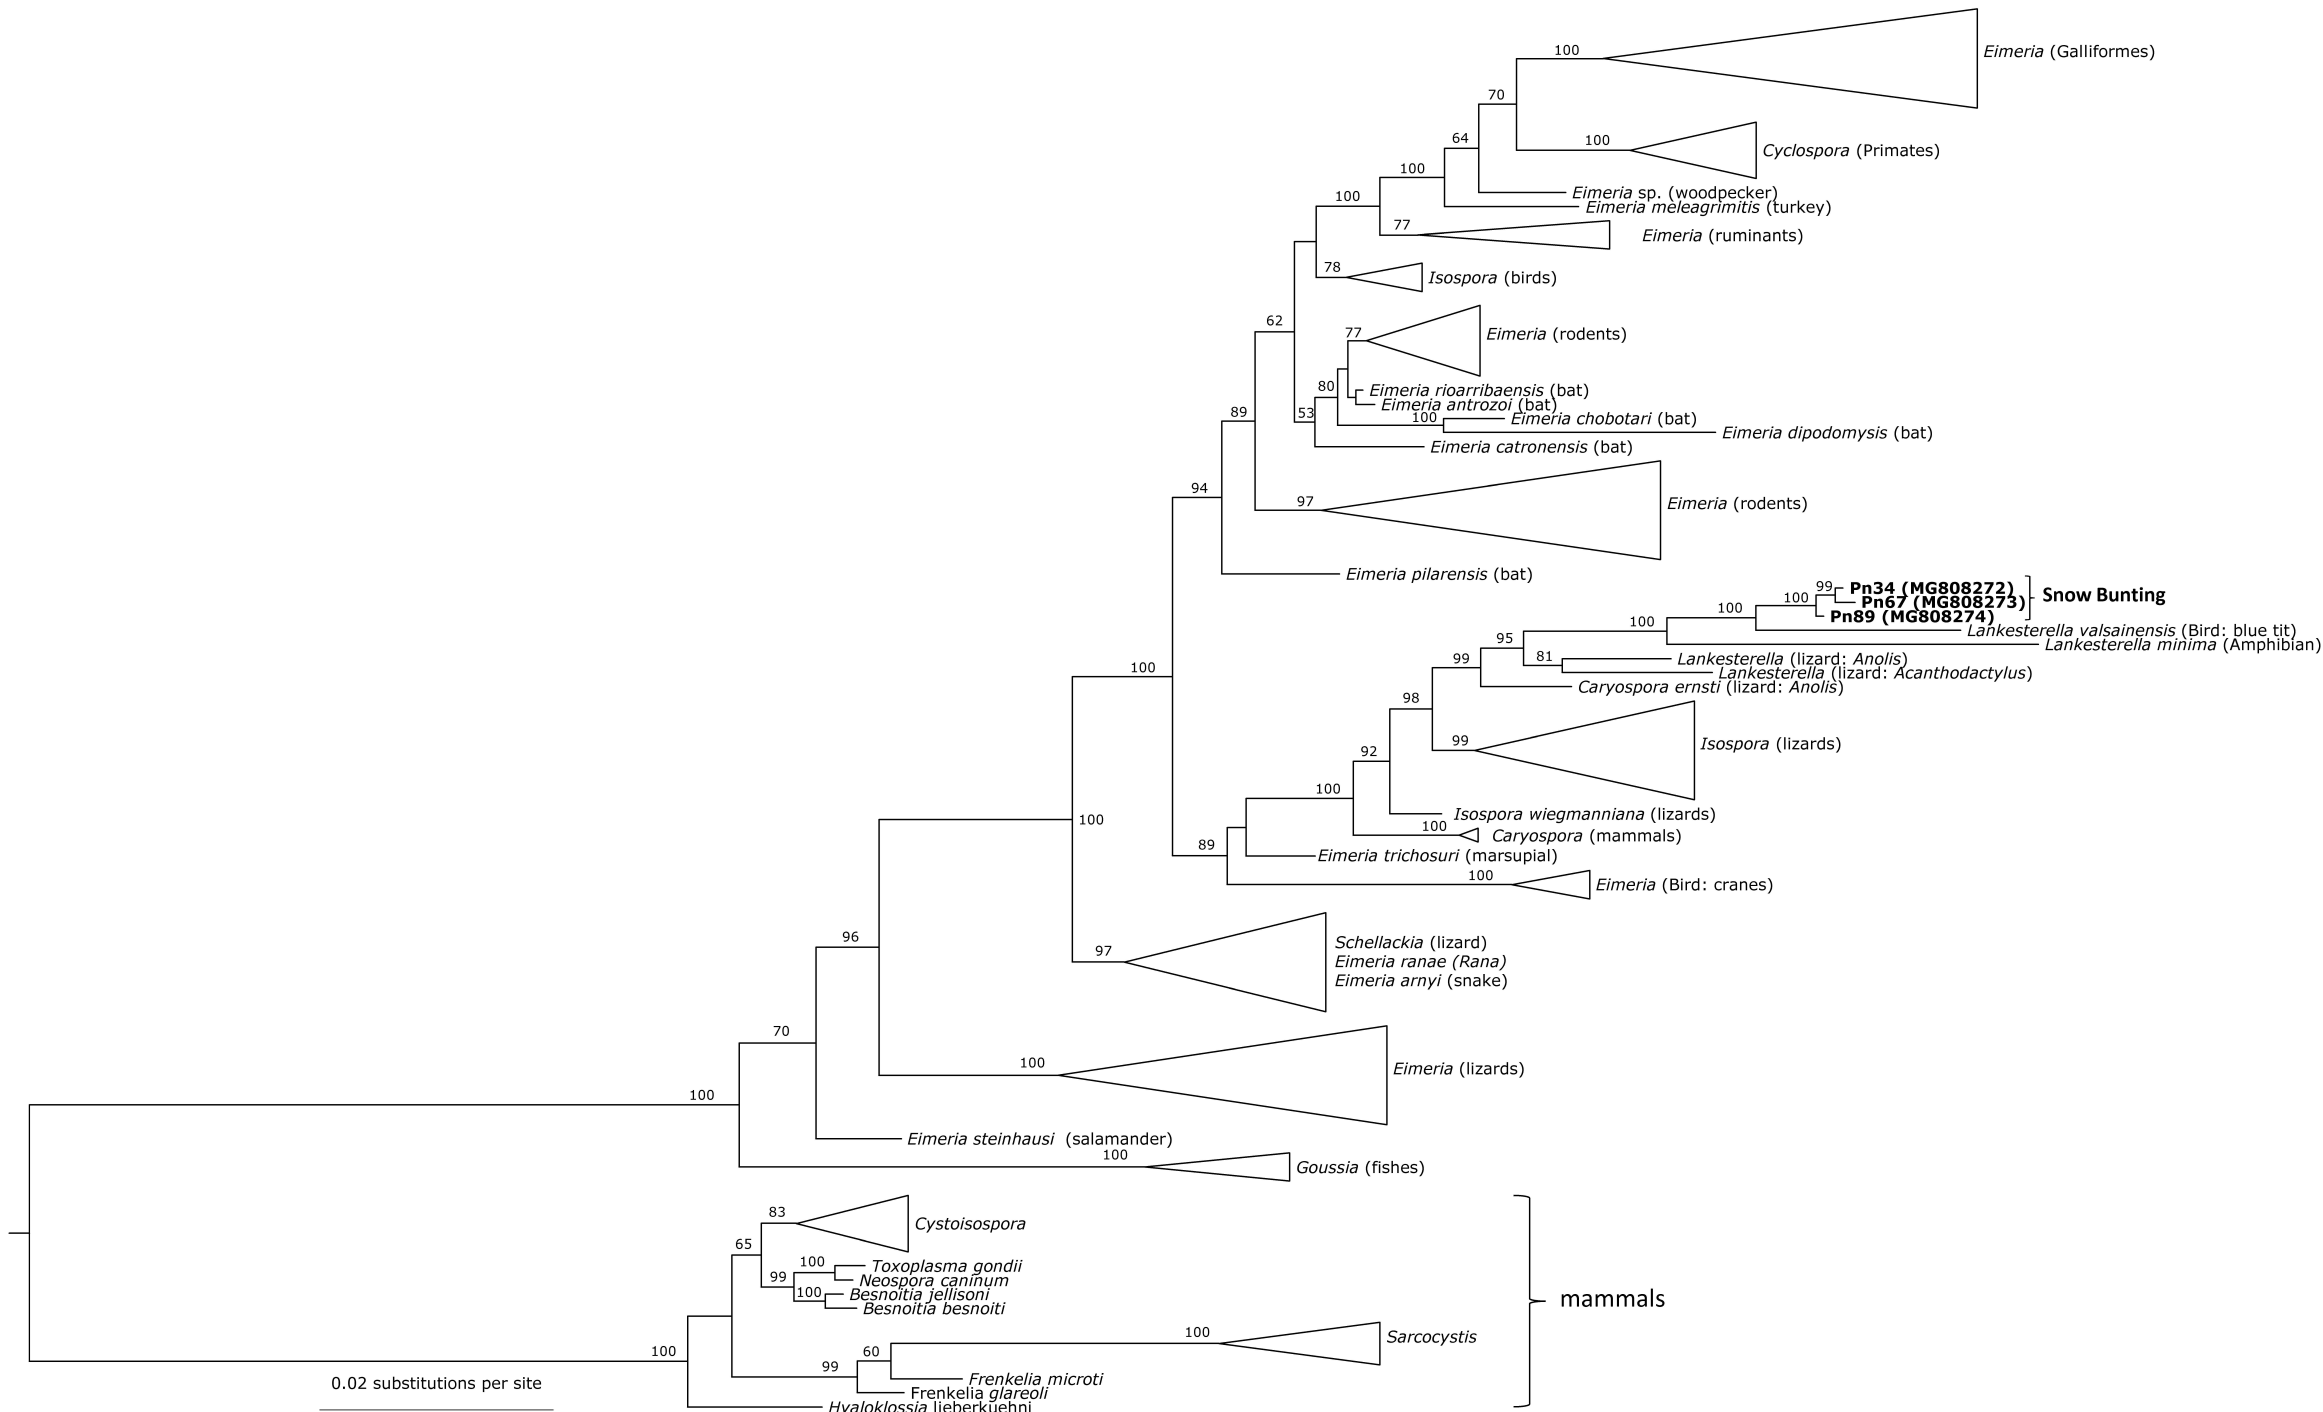 100
Eimeria (Galliformes)
70
100
Cyclospora (Primates)
64
100
Eimeria sp. (woodpecker)
Eimeria meleagrimitis (turkey)
100
77
Eimeria (ruminants)
78
Isospora (birds)
62
77
Eimeria (rodents)
80
Eimeria rioarribaensis (bat)
Eimeria antrozoi (bat)
53
100
Eimeria chobotari (bat)
89
Eimeria dipodomysis (bat)
Eimeria catronensis (bat)
94
97
Eimeria (rodents)
Eimeria pilarensis (bat)
99
Pn34 (MG808272)
Snow Bunting
100
Pn67 (MG808273)
100
Pn89 (MG808274)
100
Lankesterella valsainensis (Bird: blue tit)
95
Lankesterella minima (Amphibian)
99
81
Lankesterella (lizard: Anolis)
100
Lankesterella (lizard: Acanthodactylus)
Caryospora ernsti (lizard: Anolis)
98
99
Isospora (lizards)
92
100
Isospora wiegmanniana (lizards)
100
100
Caryospora (mammals)
89
Eimeria trichosuri (marsupial)
100
Eimeria (Bird: cranes)
96
97
Schellackia (lizard)
Eimeria ranae (Rana)
Eimeria arnyi (snake)
70
100
Eimeria (lizards)
100
Eimeria steinhausi (salamander)
100
Goussia (fishes)
83
Cystoisospora
65
100
Toxoplasma gondii
99
Neospora caninum
100
Besnoitia jellisoni
Besnoitia besnoiti
mammals
100
Sarcocystis
100
60
99
Frenkelia microti
0.02 substitutions per site
Frenkelia glareoli
Hyaloklossia lieberkuehni